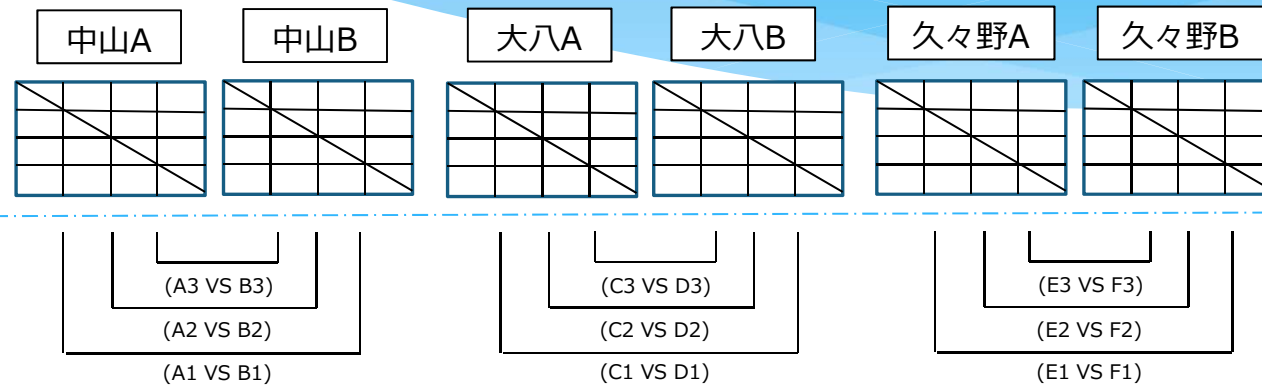 中山A 中山B 大八A 大八B 久々野A 久々野B
(A3 VS B3) (C3 VS D3) (E3 VS F3)
(A2 VS B2) (C2 VS D2) (E2 VS F2)
(A1 VS B1) (C1 VS D1) (E1 VS F1)